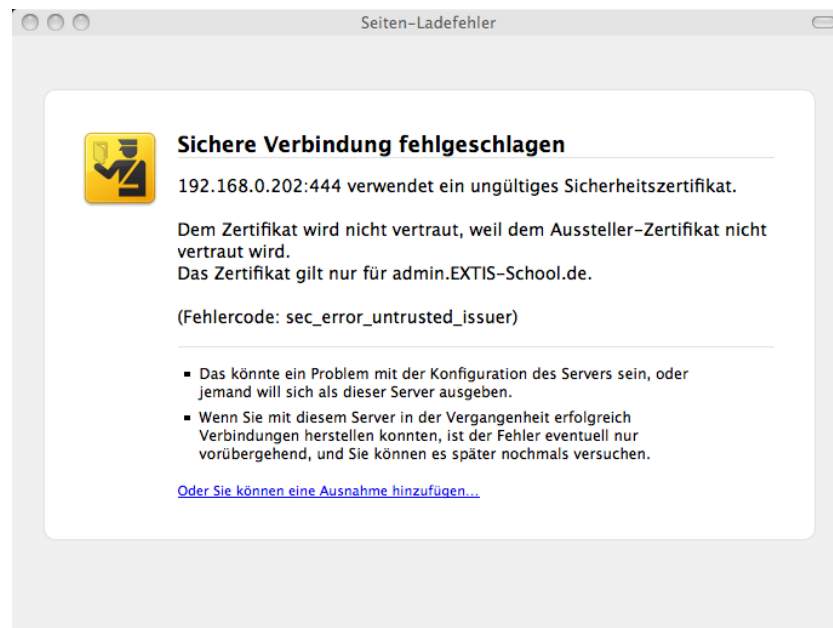 Seiten-Ladefehler
Sichere Verbindung fehlgeschlagen
192.168.0.202:444 verwendet ein ungültiges Sicherheitszertifikat.
Dem Zertifikat wird nicht vertraut, weil dem Aussteller-Zertifikat nicht
vertraut wird.
Das Zertifikat gilt nur für admin.EXTIS-School.de.
(Fehlercode: sec_error_untrusted_issuer)
▪ Das könnte ein Problem mit der Konfiguration des Servers sein, oder
jemand will sich als dieser Server ausgeben.
▪ Wenn Sie mit diesem Server in der Vergangenheit erfolgreich
Verbindungen herstellen konnten, ist der Fehler eventuell nur
vorübergehend, und Sie können es später nochmals versuchen.
Oder Sie können eine Ausnahme hinzufügen...